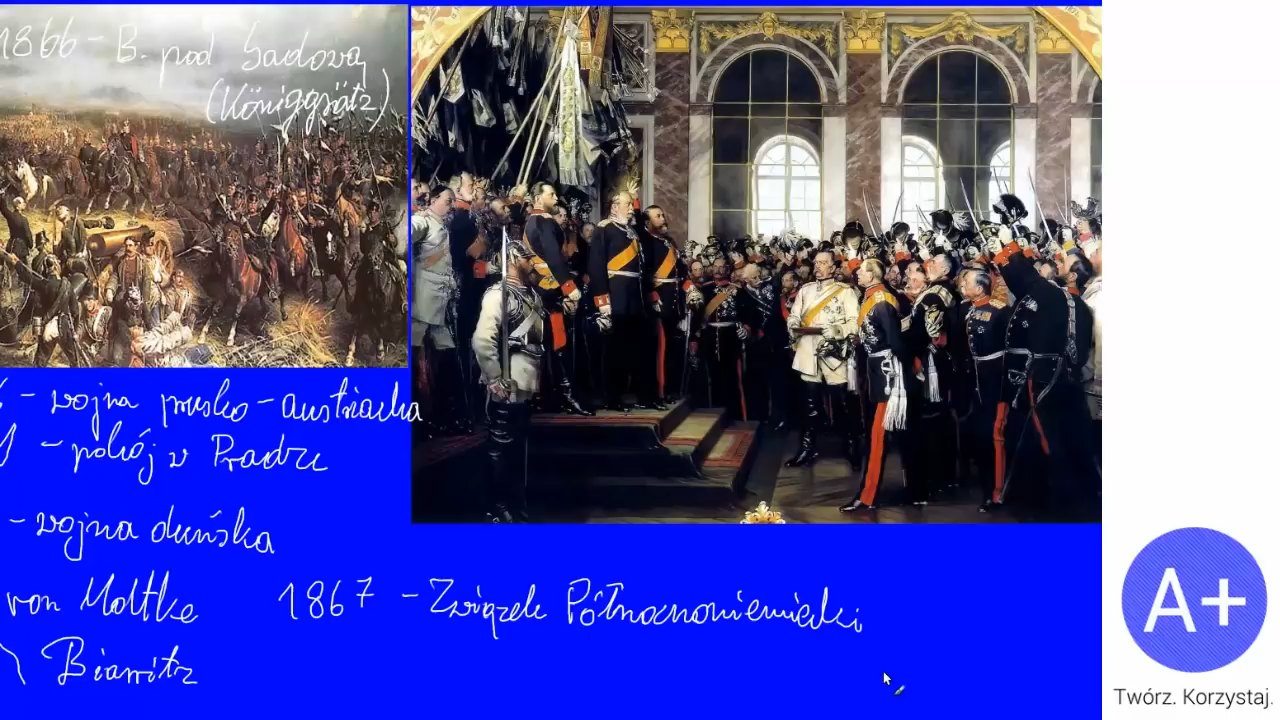 1866 - B. pod Sadową
(Königgrätz)
- wojna prusko - austriacka
- pokój w Pradze
- wojna duńska
von Moltke
1867 - Związek Północnoniemiecki
Biarritz
A+
Twórz. Korzystaj.